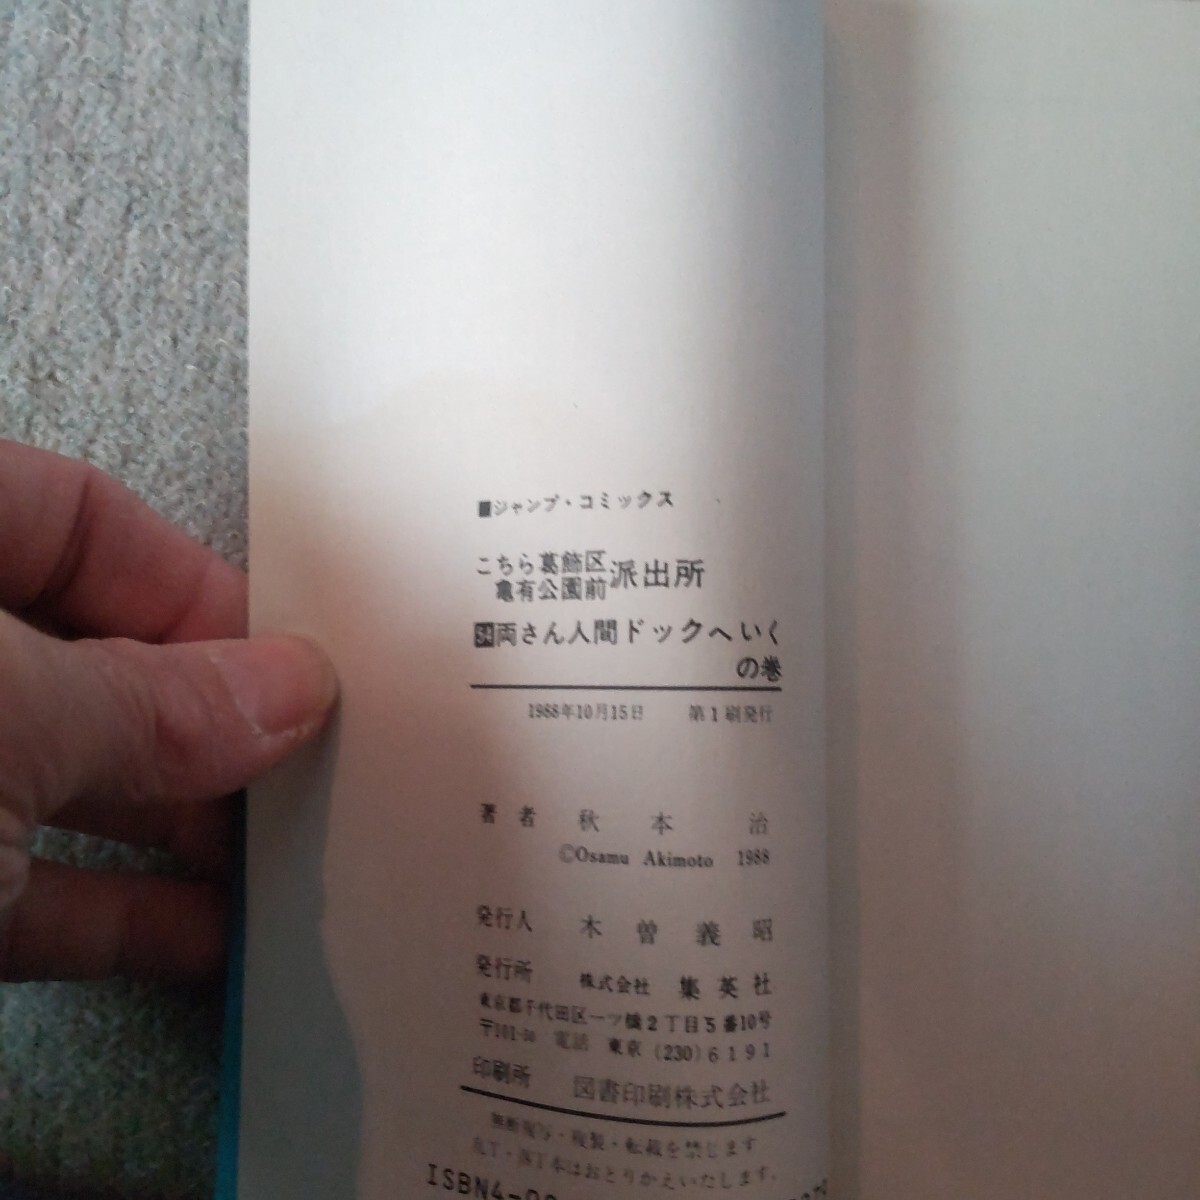 ■ジャンプ・コミックス
こちら葛飾区亀有公園前派出所
54両さん人間ドックへいく
の巻
1988年10月15日 第1刷発行
著者 秋本治
©Osamu Akimoto 1988
発行人 木曽義昭
発行所 株式会社 集英社
東京都千代田区一ツ橋2丁目5番10号
〒101-50 電話 東京 (230) 6191
印刷所 図書印刷株式会社
無断複写・複製・転載を禁じます
乱丁・落丁本はおとりかえいたします。
ISBN4-08